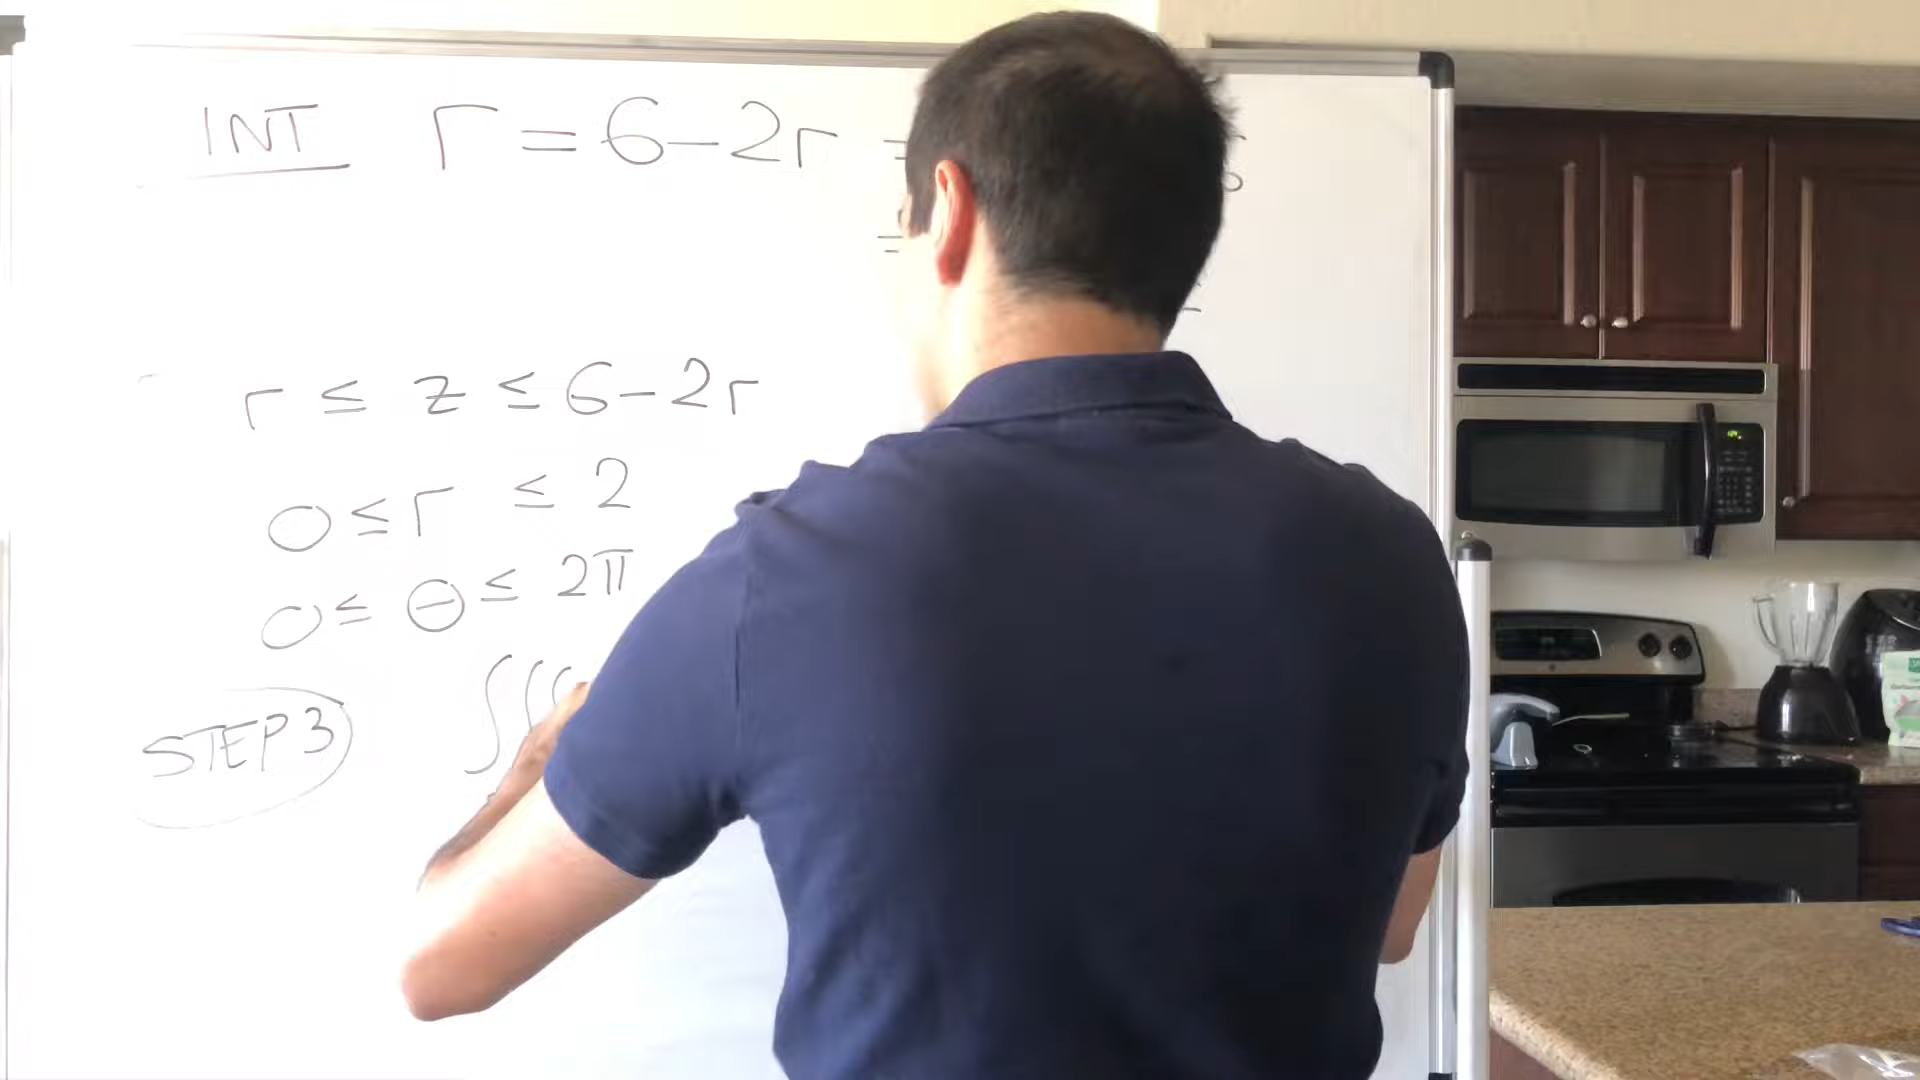 INT r = 6-2r =
=
r ≤ z ≤ 6-2r
0 ≤ r ≤ 2
0 ≤ θ ≤ 2π
STEP 3 ∫∫∫